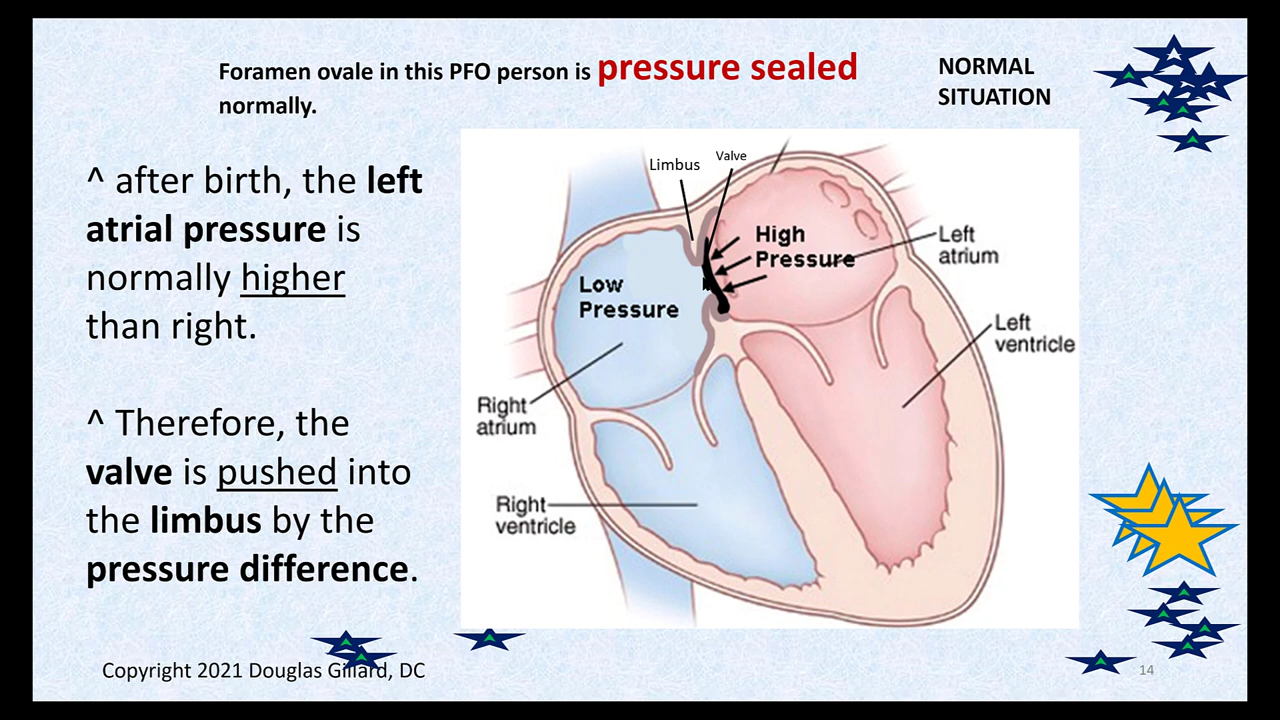 Foramen ovale in this PFO person is pressure sealed
normally.
NORMAL
SITUATION
^ after birth, the left
atrial pressure is
normally higher
than right.
^ Therefore, the
valve is pushed into
the limbus by the
pressure difference.
Limbus
Valve
High
Pressure
Left
atrium
Low
Pressure
Left
ventricle
Right
atrium
Right
ventricle
Copyright 2021 Douglas Gillard, DC
14